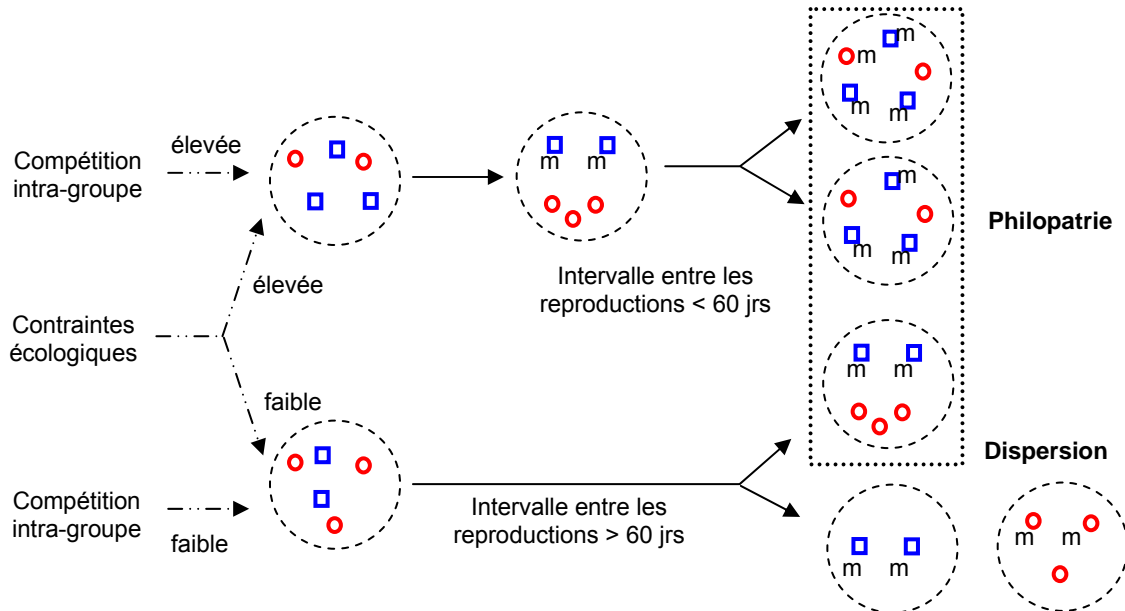 m
m
m
m
élevée
Compétition
intra-groupe
m m
m
m
m
m
Philopatrie
élevée
Intervalle entre les
reproductions < 60 jrs
Contraintes
écologiques
m m
faible
Dispersion
Compétition
intra-groupe
faible
Intervalle entre les
reproductions > 60 jrs
m m
m m